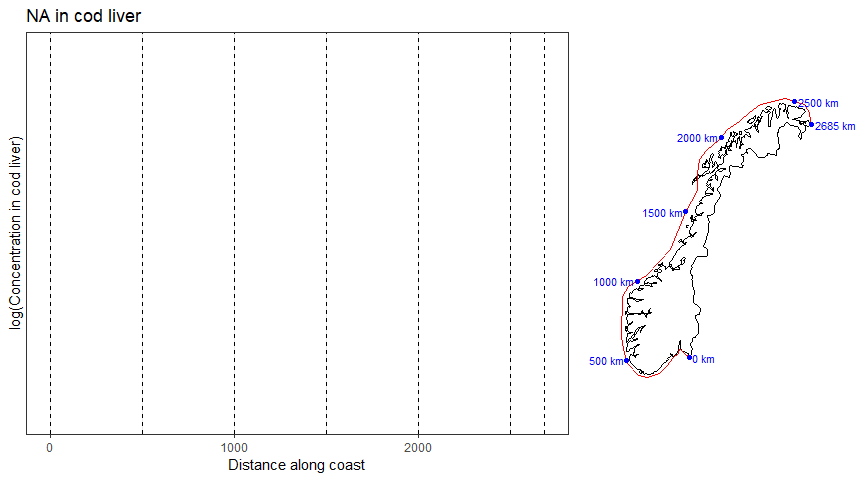 NA in cod liver
log(Concentration in cod liver)
0
1000
2000
Distance along coast
2500 km
2685 km
2000 km
1500 km
1000 km
500 km
0 km